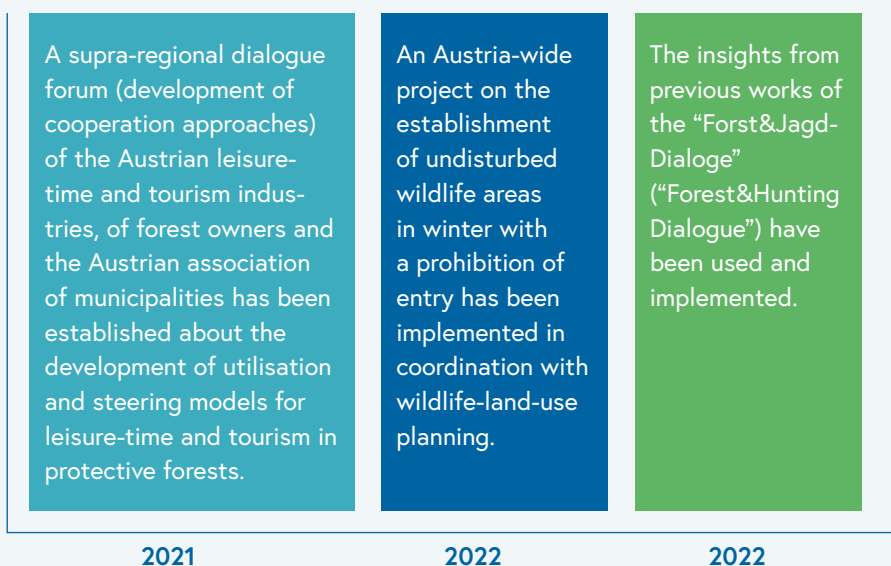 A supra-regional dialogue
forum (development of
cooperation approaches)
of the Austrian leisure-
time and tourism indus-
tries, of forest owners and
the Austrian association
of municipalities has been
established about the
development of utilisation
and steering models for
leisure-time and tourism in
protective forests.
An Austria-wide
project on the
establishment
of undisturbed
wildlife areas
in winter with
a prohibition of
entry has been
implemented in
coordination with
wildlife-land-use
planning.
The insights from
previous works of
the “Forst&Jagd-
Dialoge”
(“Forest&Hunting
Dialogue”) have
been used and
implemented.
2021
2022
2022